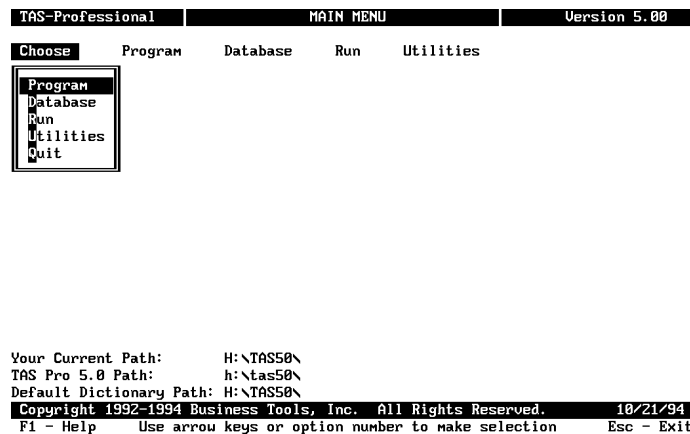 TAS-Professional MAIN MENU Version 5.00
Choose Program Database Run Utilities
Program
Database
Run
Utilities
Quit
Your Current Path: H:\TAS50\
TAS Pro 5.0 Path: h:\tas50\
Default Dictionary Path: H:\TAS50\
Copyright 1992-1994 Business Tools, Inc. All Rights Reserved. 10/21/94
F1 - Help Use arrow keys or option number to make selection Esc - Exit